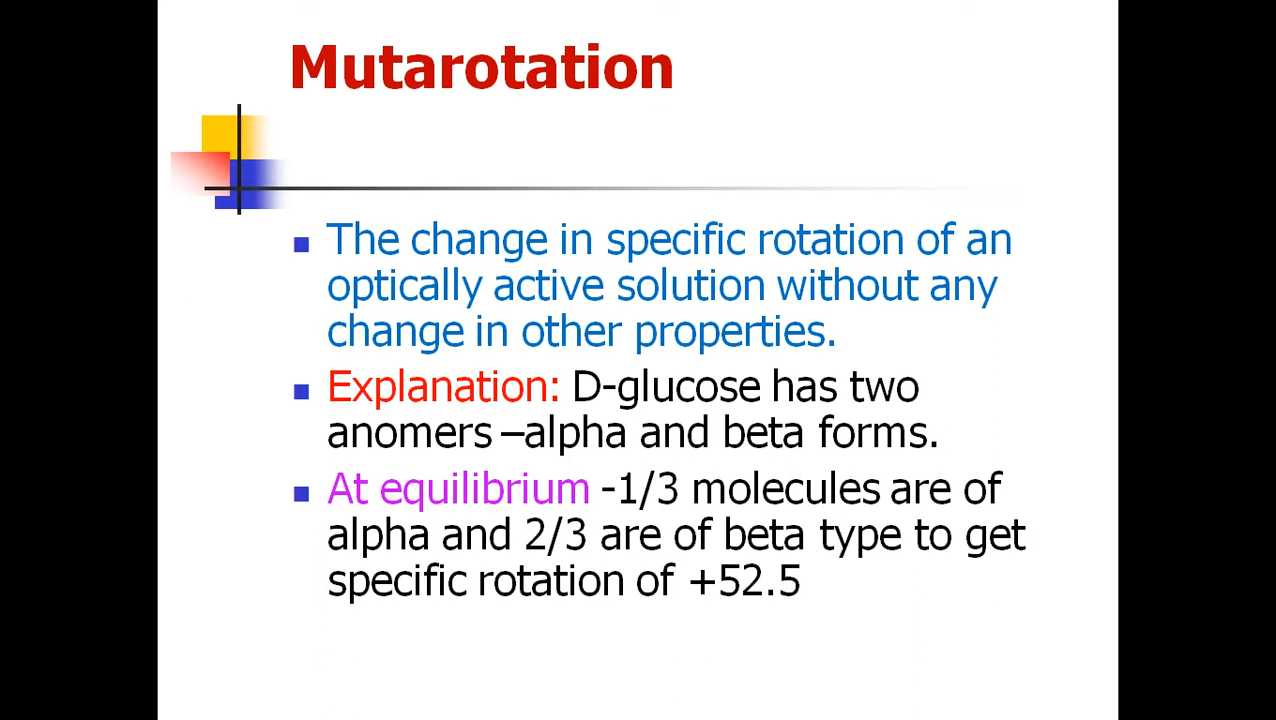 Mutarotation
The change in specific rotation of an
optically active solution without any
change in other properties.
Explanation: D-glucose has two
anomers –alpha and beta forms.
At equilibrium -1/3 molecules are of
alpha and 2/3 are of beta type to get
specific rotation of +52.5